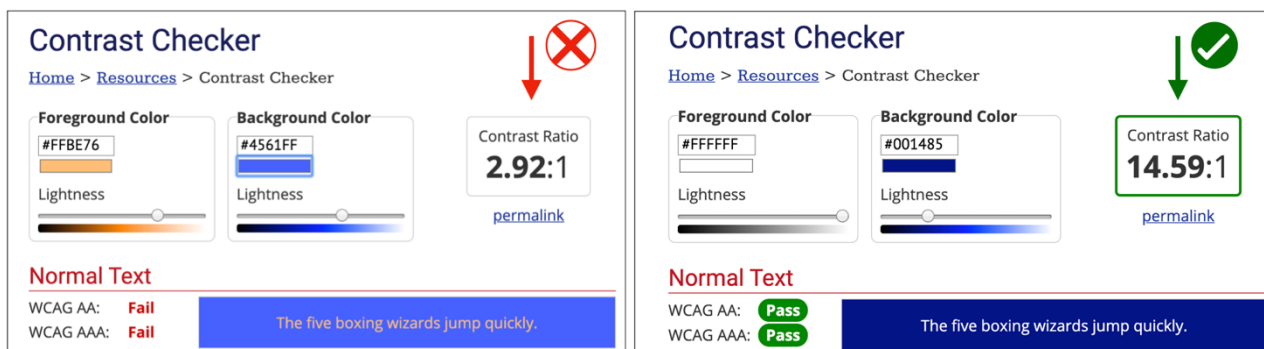 Contrast Checker
Home > Resources > Contrast Checker
Foreground Color
#FFBE76
Lightness
Background Color
#4561FF
Lightness
Contrast Ratio
2.92:1
permalink
Normal Text
WCAG AA: Fail
WCAG AAA: Fail
The five boxing wizards jump quickly.
Contrast Checker
Home > Resources > Contrast Checker
Foreground Color
#FFFFFF
Lightness
Background Color
#001485
Lightness
Contrast Ratio
14.59:1
permalink
Normal Text
WCAG AA: Pass
WCAG AAA: Pass
The five boxing wizards jump quickly.